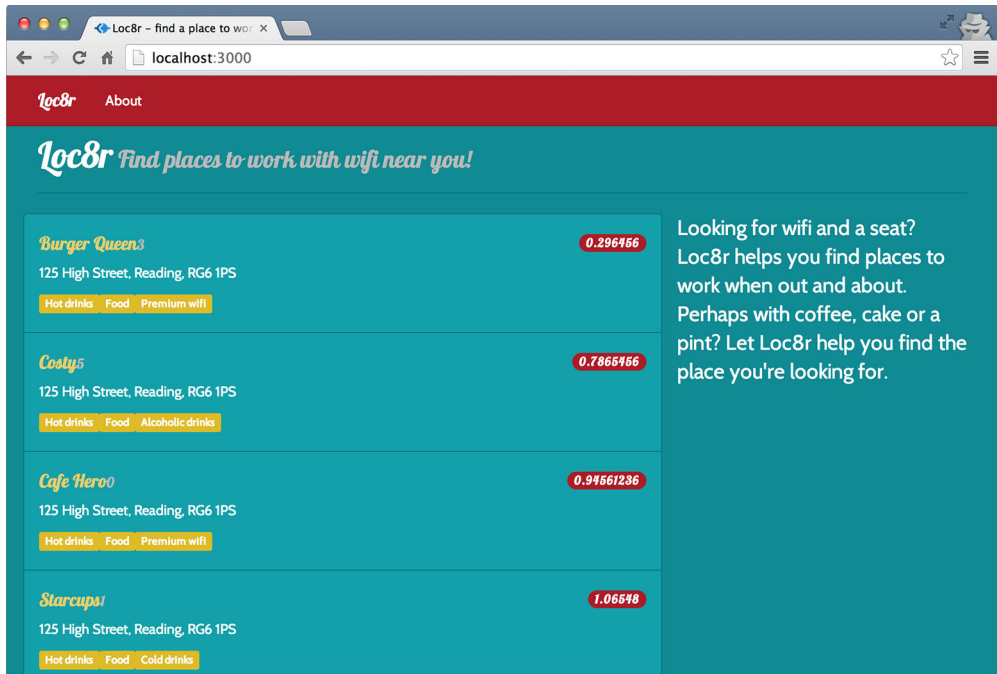 Loc8r – find a place to wor
localhost:3000
Loc8r About
Loc8r Find places to work with wifi near you!
Burger Queen3 0.296456
125 High Street, Reading, RG6 1PS
Hot drinks Food Premium wifi
Costy5 0.7865456
125 High Street, Reading, RG6 1PS
Hot drinks Food Alcoholic drinks
Cafe Hero0 0.94561236
125 High Street, Reading, RG6 1PS
Hot drinks Food Premium wifi
Starcups1 1.06548
125 High Street, Reading, RG6 1PS
Hot drinks Food Cold drinks
Looking for wifi and a seat?
Loc8r helps you find places to
work when out and about.
Perhaps with coffee, cake or a
pint? Let Loc8r help you find the
place you're looking for.